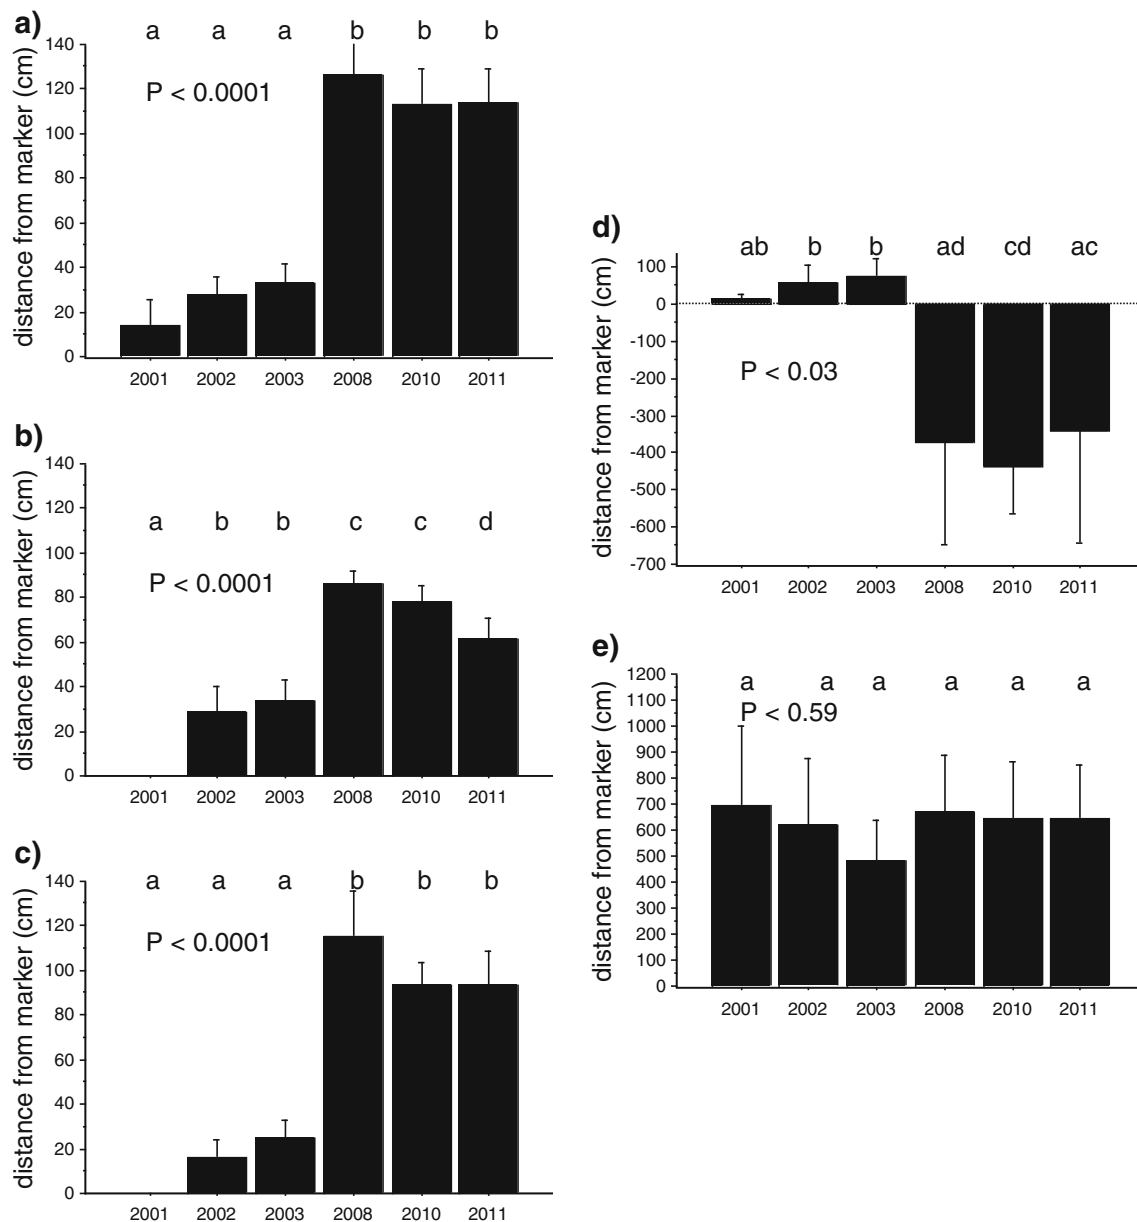 a)
a a a b b b
distance from marker (cm)
140
120
100
80
60
40
20
0
P < 0.0001
2001 2002 2003 2008 2010 2011
b)
distance from marker (cm)
140
120
100
80
60
40
20
0
a b b c c d
P < 0.0001
2001 2002 2003 2008 2010 2011
c)
distance from marker (cm)
140
120
100
80
60
40
20
0
a a a b b b
P < 0.0001
2001 2002 2003 2008 2010 2011
d)
ab b b ad cd ac
distance from marker (cm)
100
0
-100
-200
-300
-400
-500
-600
-700
P < 0.03
2001 2002 2003 2008 2010 2011
e)
distance from marker (cm)
1200
1100
1000
900
800
700
600
500
400
300
200
100
0
a a a a a a
P < 0.59
2001 2002 2003 2008 2010 2011